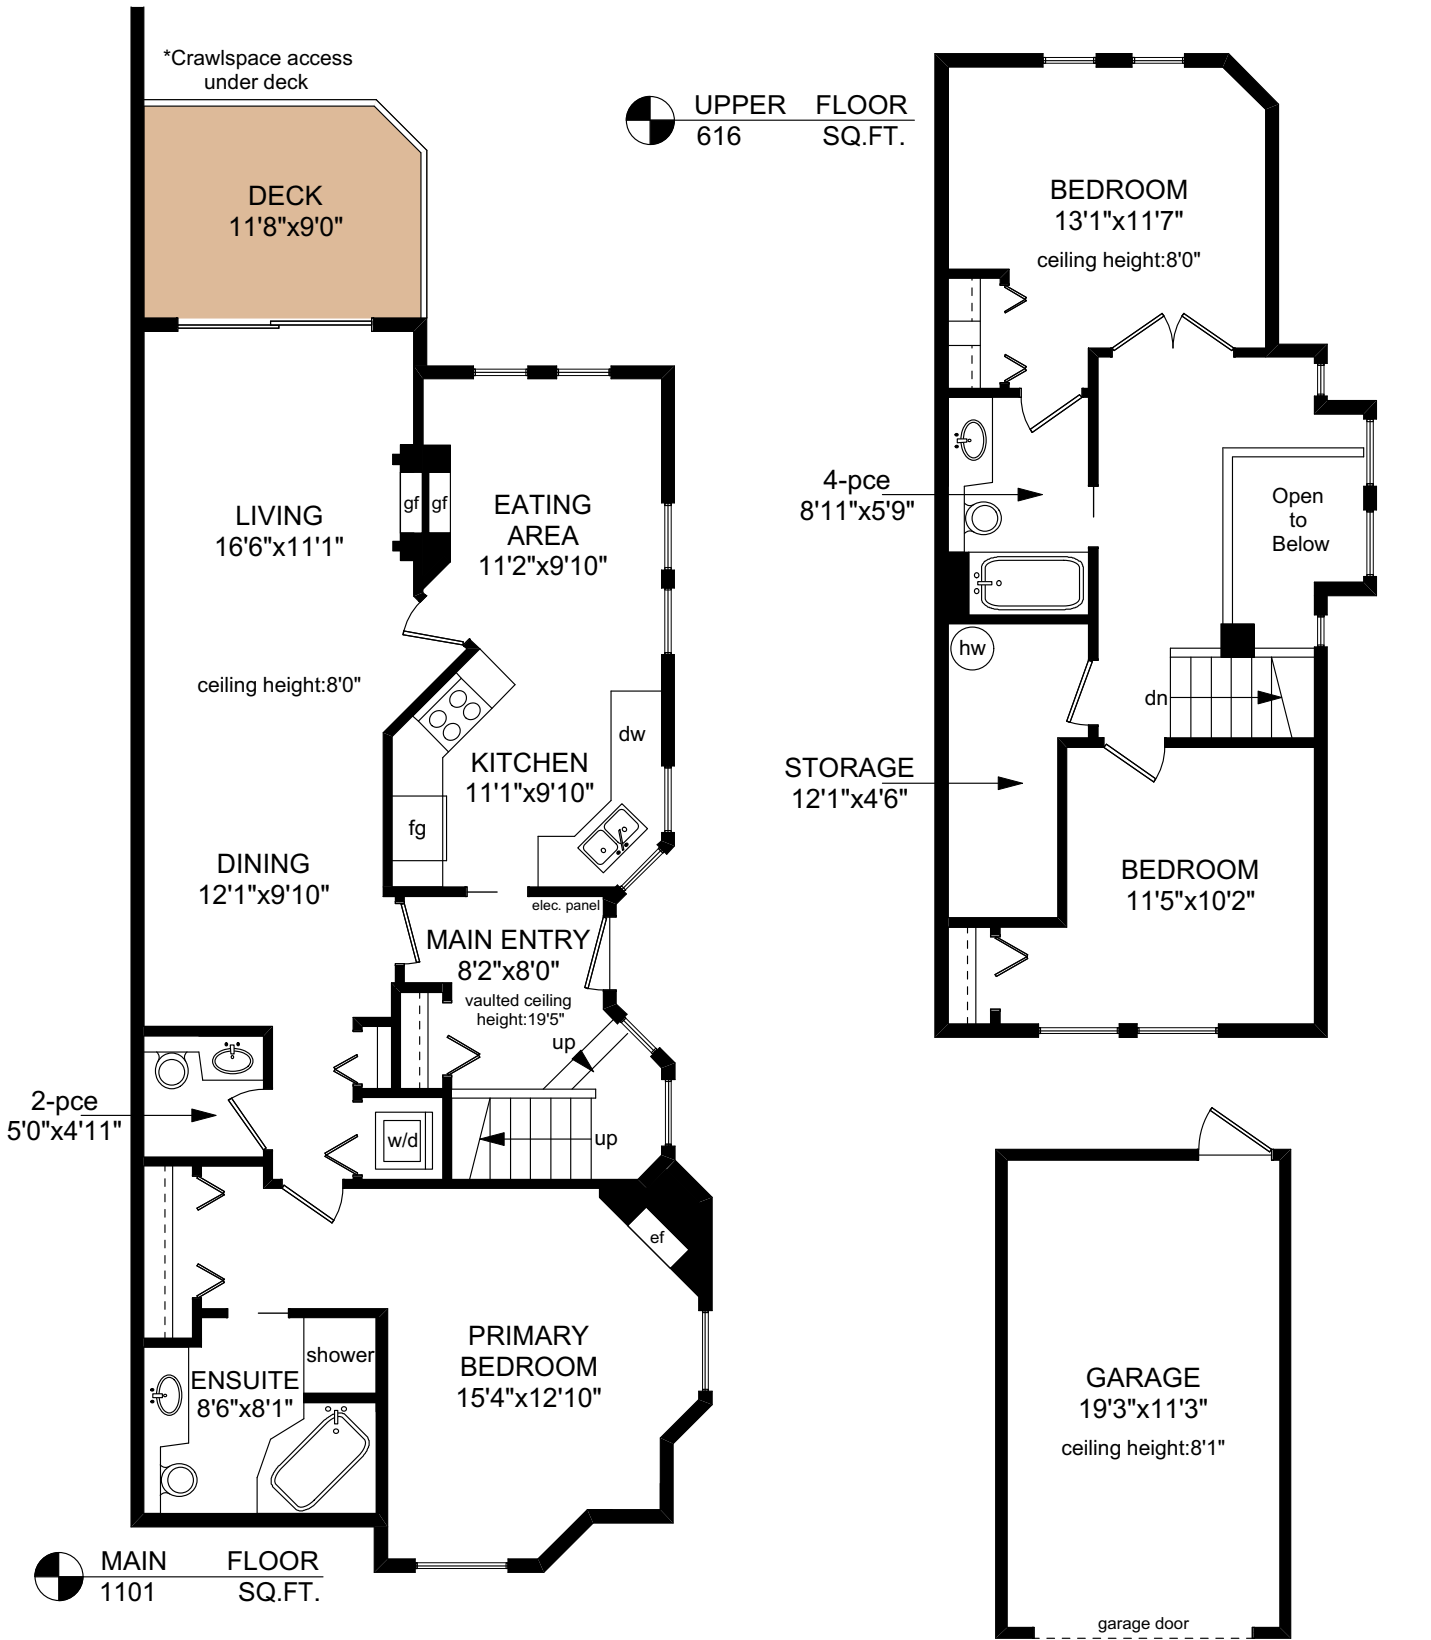 *Crawlspace access
under deck
DECK
11'8"x9'0"
LIVING
16'6"x11'1"
gf
gf
EATING
AREA
11'2"x9'10"
ceiling height:8'0"
dw
KITCHEN
11'1"x9'10"
fg
DINING
12'1"x9'10"
elec. panel
MAIN ENTRY
8'2"x8'0"
vaulted ceiling
height:19'5"
up
2-pce
5'0"x4'11"
w/d
up
ef
PRIMARY
BEDROOM
15'4"x12'10"
shower
ENSUITE
8'6"x8'1"
MAIN FLOOR
1101 SQ.FT.
UPPER FLOOR
616 SQ.FT.
BEDROOM
13'1"x11'7"
ceiling height:8'0"
4-pce
8'11"x5'9"
Open
to
Below
hw
dn
STORAGE
12'1"x4'6"
BEDROOM
11'5"x10'2"
GARAGE
19'3"x11'3"
ceiling height:8'1"
garage door